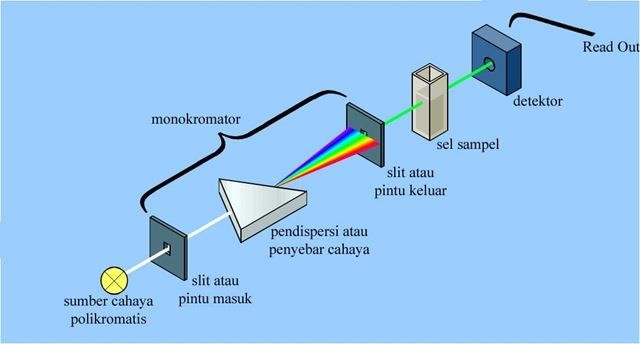 Read Out
detektor
sel sampel
monokromator
slit atau
pintu keluar
pendispersi atau
penyebar cahaya
slit atau
pintu masuk
sumber cahaya
polikromatis